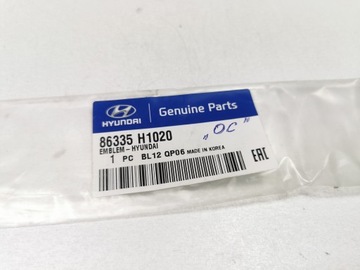 HYUNDAI
Genuine Parts
86335 H1020
EMBLEM-HYUNDAI
1 PC BL12 QP06 MADE IN KOREA
„OC"
EAC